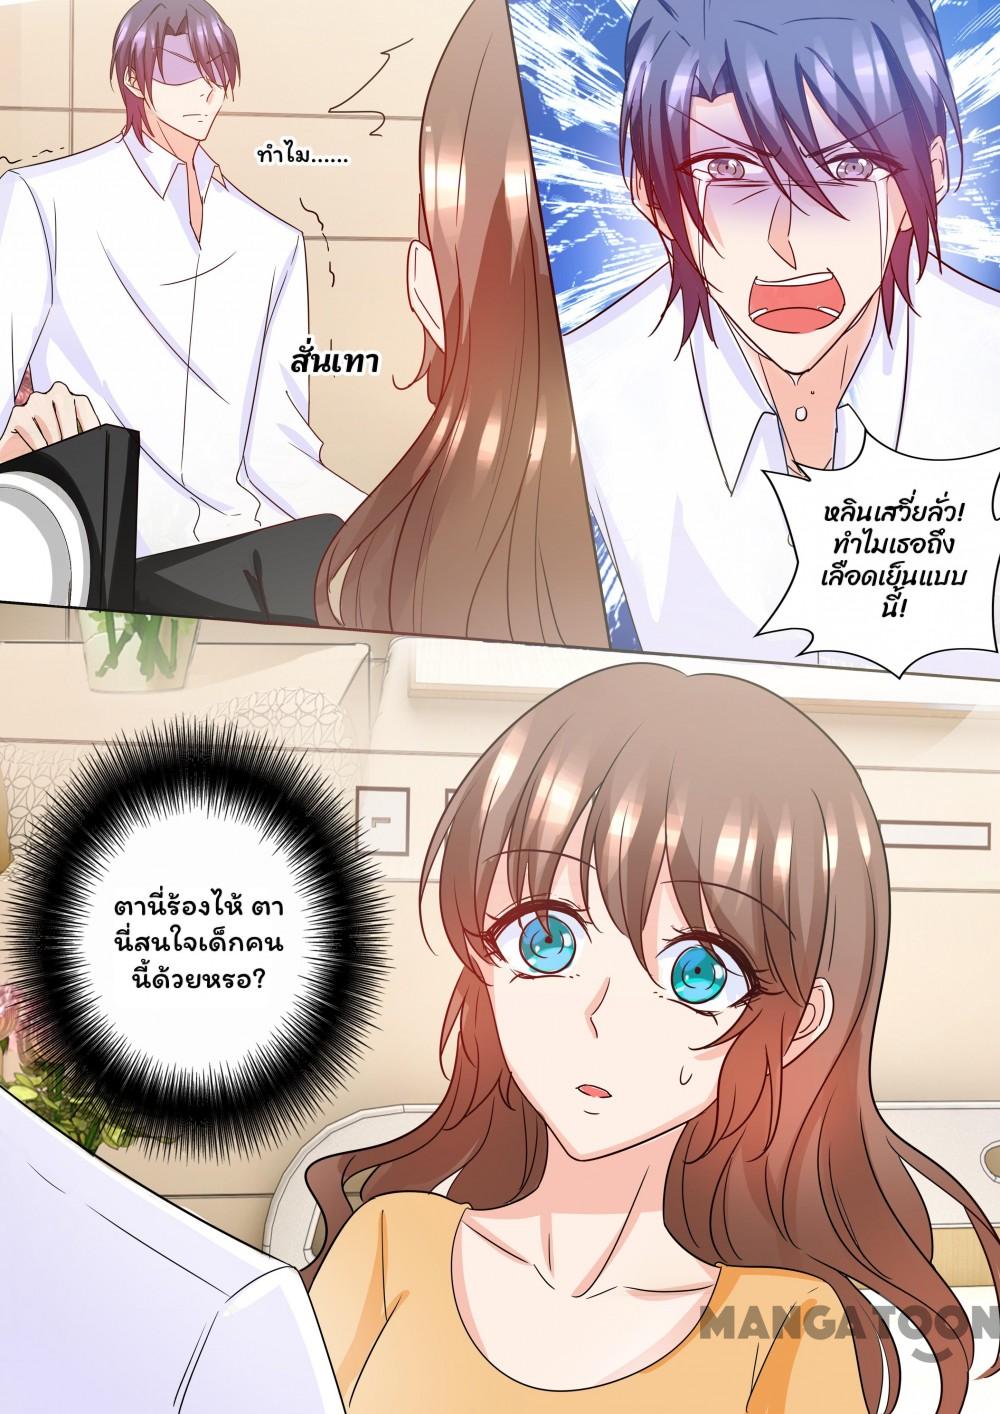 ทำไม......
สั่นเทา
หลินเสวี่ยลั่ว!
ทำไมเธอถึง
เลือดเย็นแบบ
นี้!
ตานี่ร้องไห้ ตา
นี่สนใจเด็กคน
นี้ด้วยหรอ?
MANGATOON